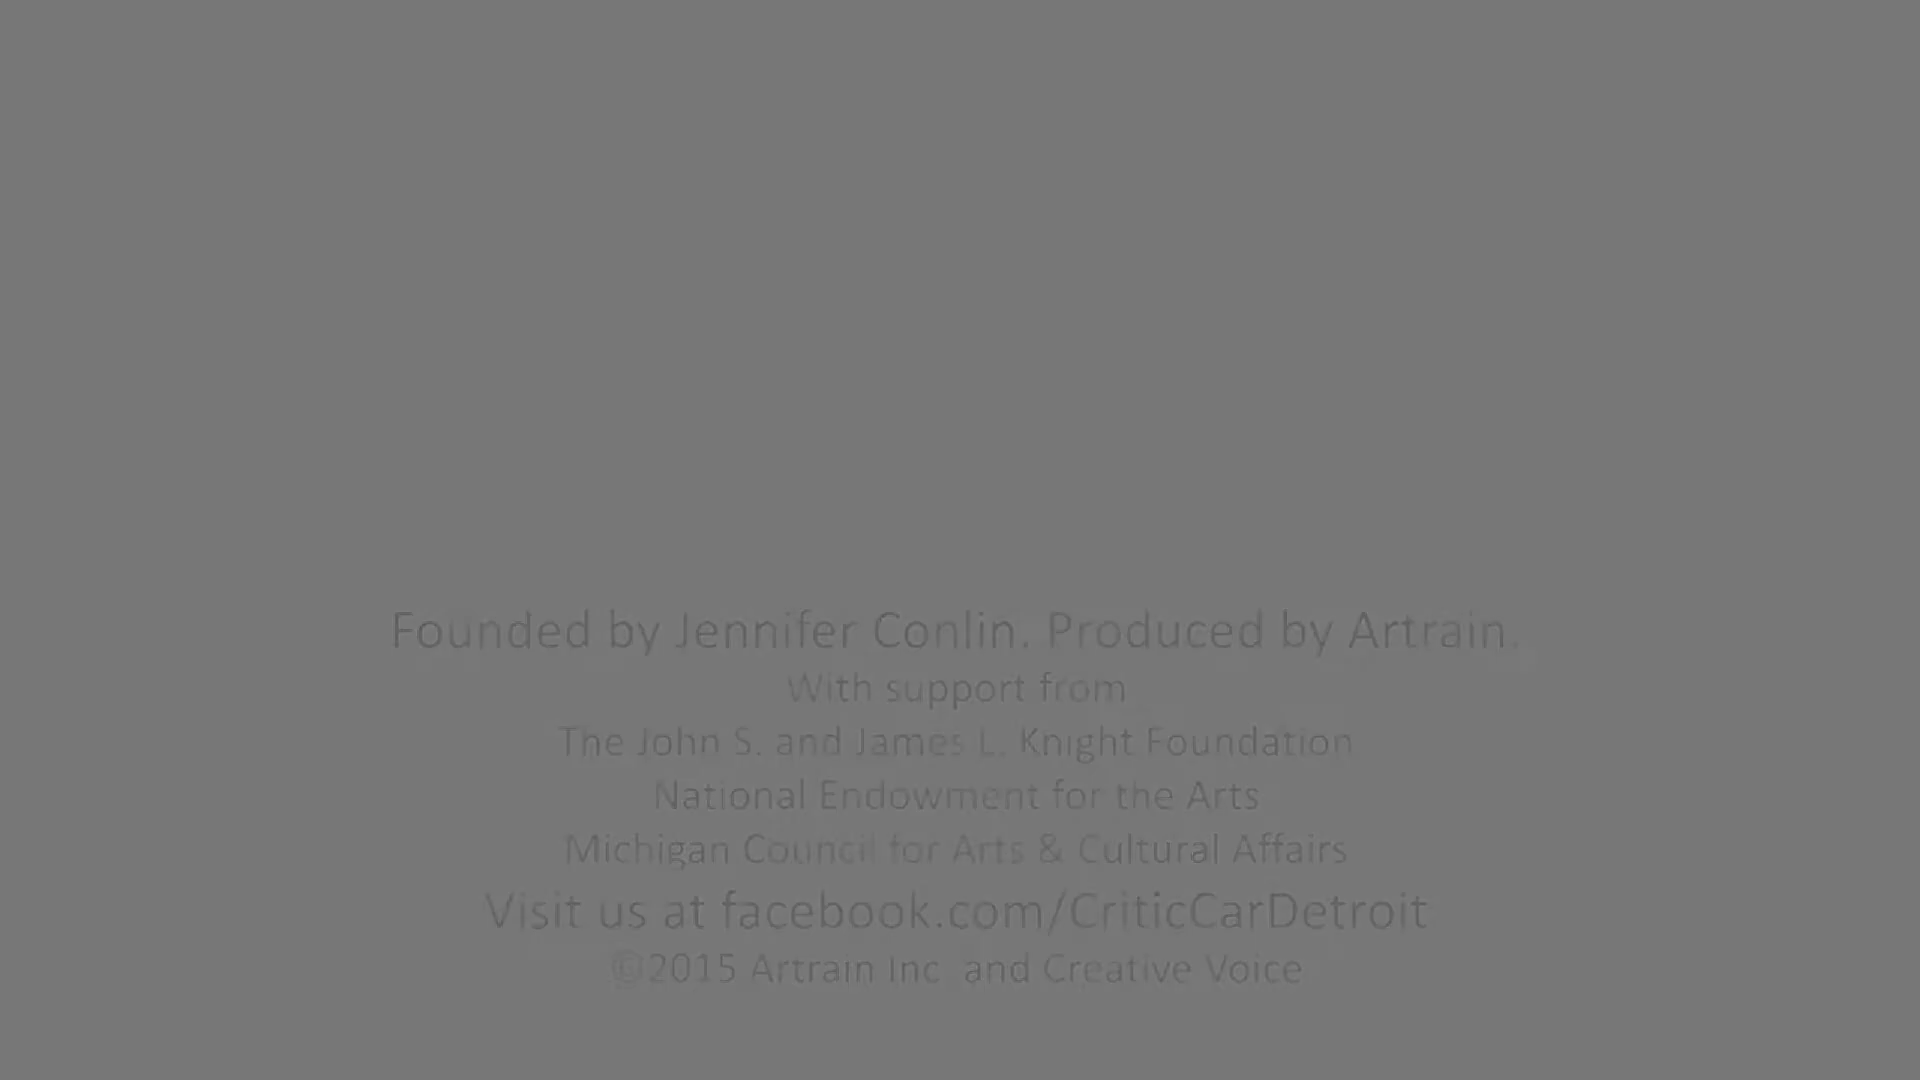 Founded by Jennifer Conlin. Produced by Artrain.
With support from
The John S. and James L. Knight Foundation
National Endowment for the Arts
Michigan Council for Arts & Cultural Affairs
Visit us at facebook.com/CriticCarDetroit
©2015 Artrain Inc and Creative Voice